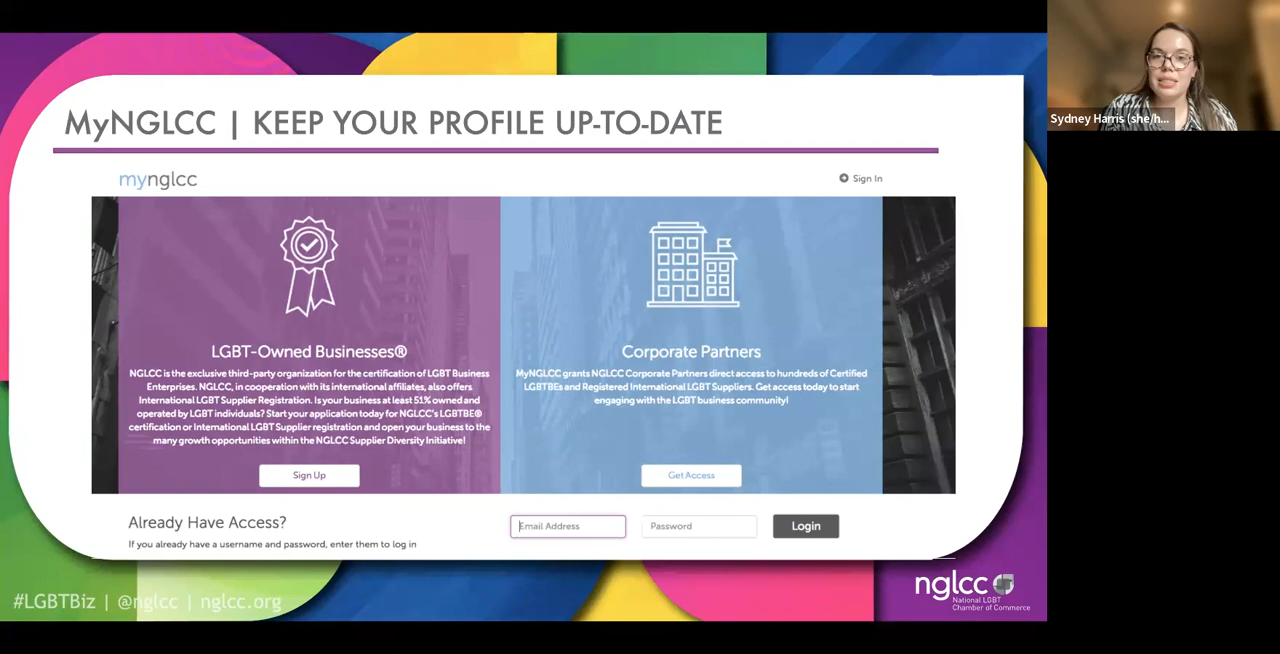 MyNGLCC | KEEP YOUR PROFILE UP-TO-DATE
mynglcc
Sign In
LGBT-Owned Businesses®
NGLCC is the exclusive third-party organization for the certification of LGBT Business
Enterprises. NGLCC, in cooperation with its international affiliates, also offers
International LGBT Supplier Registration. Is your business at least 51% owned and
operated by LGBT individuals? Start your application today for NGLCC's LGBTBE®
certification or International LGBT Supplier registration and open your business to the
many growth opportunities within the NGLCC Supplier Diversity Initiative!
Sign Up
Corporate Partners
MyNGLCC grants NGLCC Corporate Partners direct access to hundreds of Certified
LGBTBEs and Registered International LGBT Suppliers. Get access today to start
engaging with the LGBT business community!
Get Access
Already Have Access?
If you already have a username and password, enter them to log in
Email Address
Password
Login
#LGBTBiz | @nglcc | nglcc.org
nglcc
National LGBT
Chamber of Commerce
Sydney Harris (she/h...